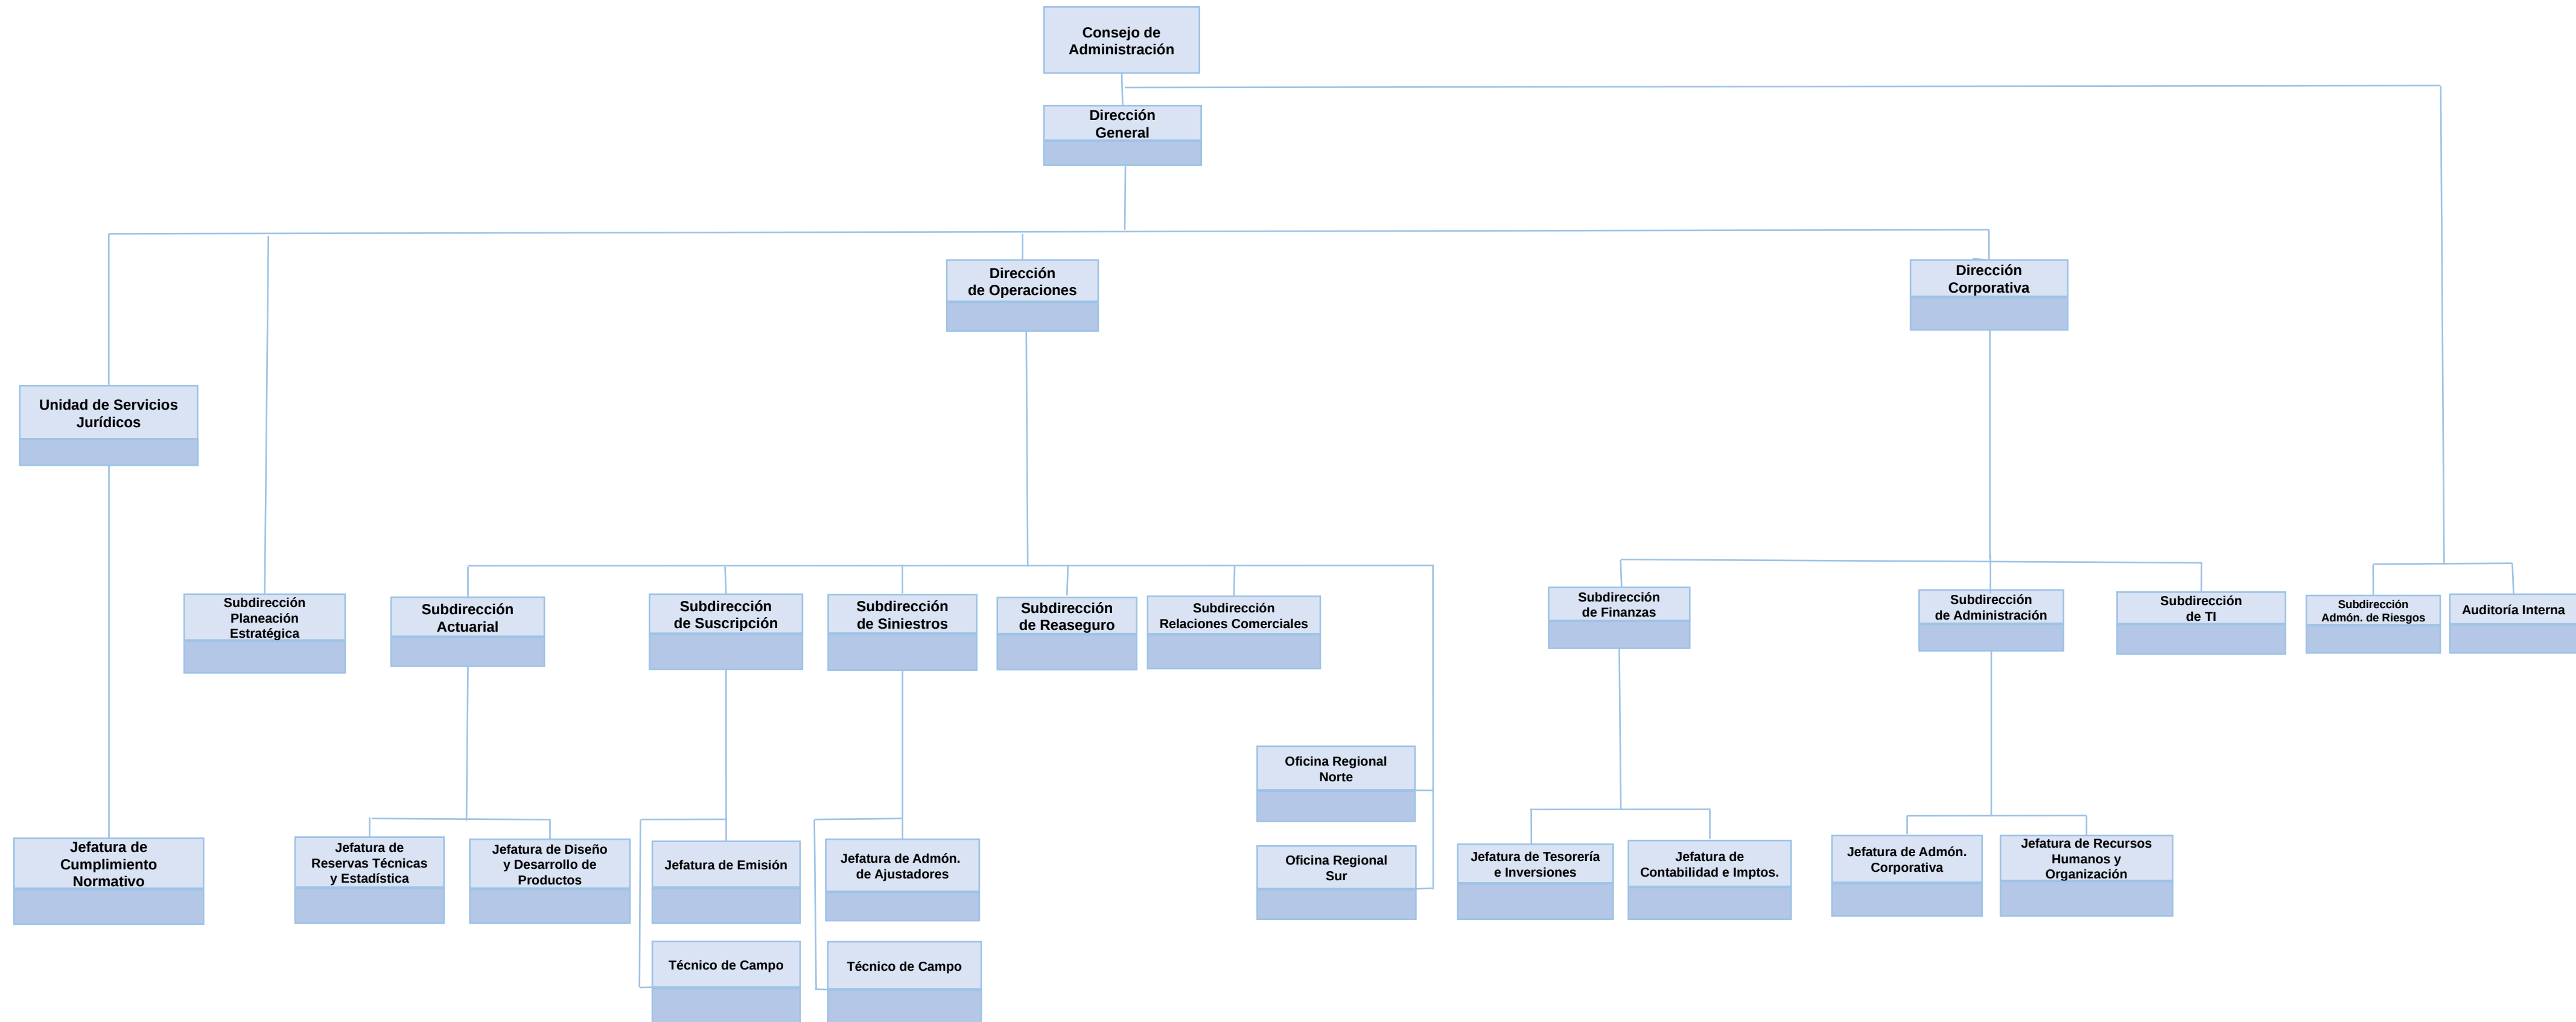 Consejo de
Administración
Dirección
General
Dirección
de Operaciones
Dirección
Corporativa
Unidad de Servicios
Jurídicos
Subdirección
Planeación
Estratégica
Subdirección
Actuarial
Subdirección
de Suscripción
Subdirección
de Siniestros
Subdirección
de Reaseguro
Subdirección
Relaciones Comerciales
Subdirección
de Finanzas
Subdirección
de Administración
Subdirección
de TI
Subdirección
Admón. de Riesgos
Auditoría Interna
Oficina Regional
Norte
Oficina Regional
Sur
Jefatura de
Cumplimiento
Normativo
Jefatura de
Reservas Técnicas
y Estadística
Jefatura de Diseño
y Desarrollo de
Productos
Jefatura de Emisión
Jefatura de Admón.
de Ajustadores
Jefatura de Tesorería
e Inversiones
Jefatura de
Contabilidad e Imptos.
Jefatura de Admón.
Corporativa
Jefatura de Recursos
Humanos y
Organización
Técnico de Campo
Técnico de Campo